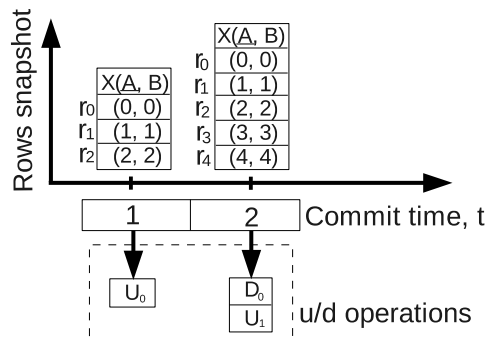 Rows snapshot
X(A, B)
r0 (0, 0)
r1 (1, 1)
r2 (2, 2)
X(A, B)
r0 (0, 0)
r1 (1, 1)
r2 (2, 2)
r3 (3, 3)
r4 (4, 4)
1 2 Commit time, t
U0
D0
U1
u/d operations